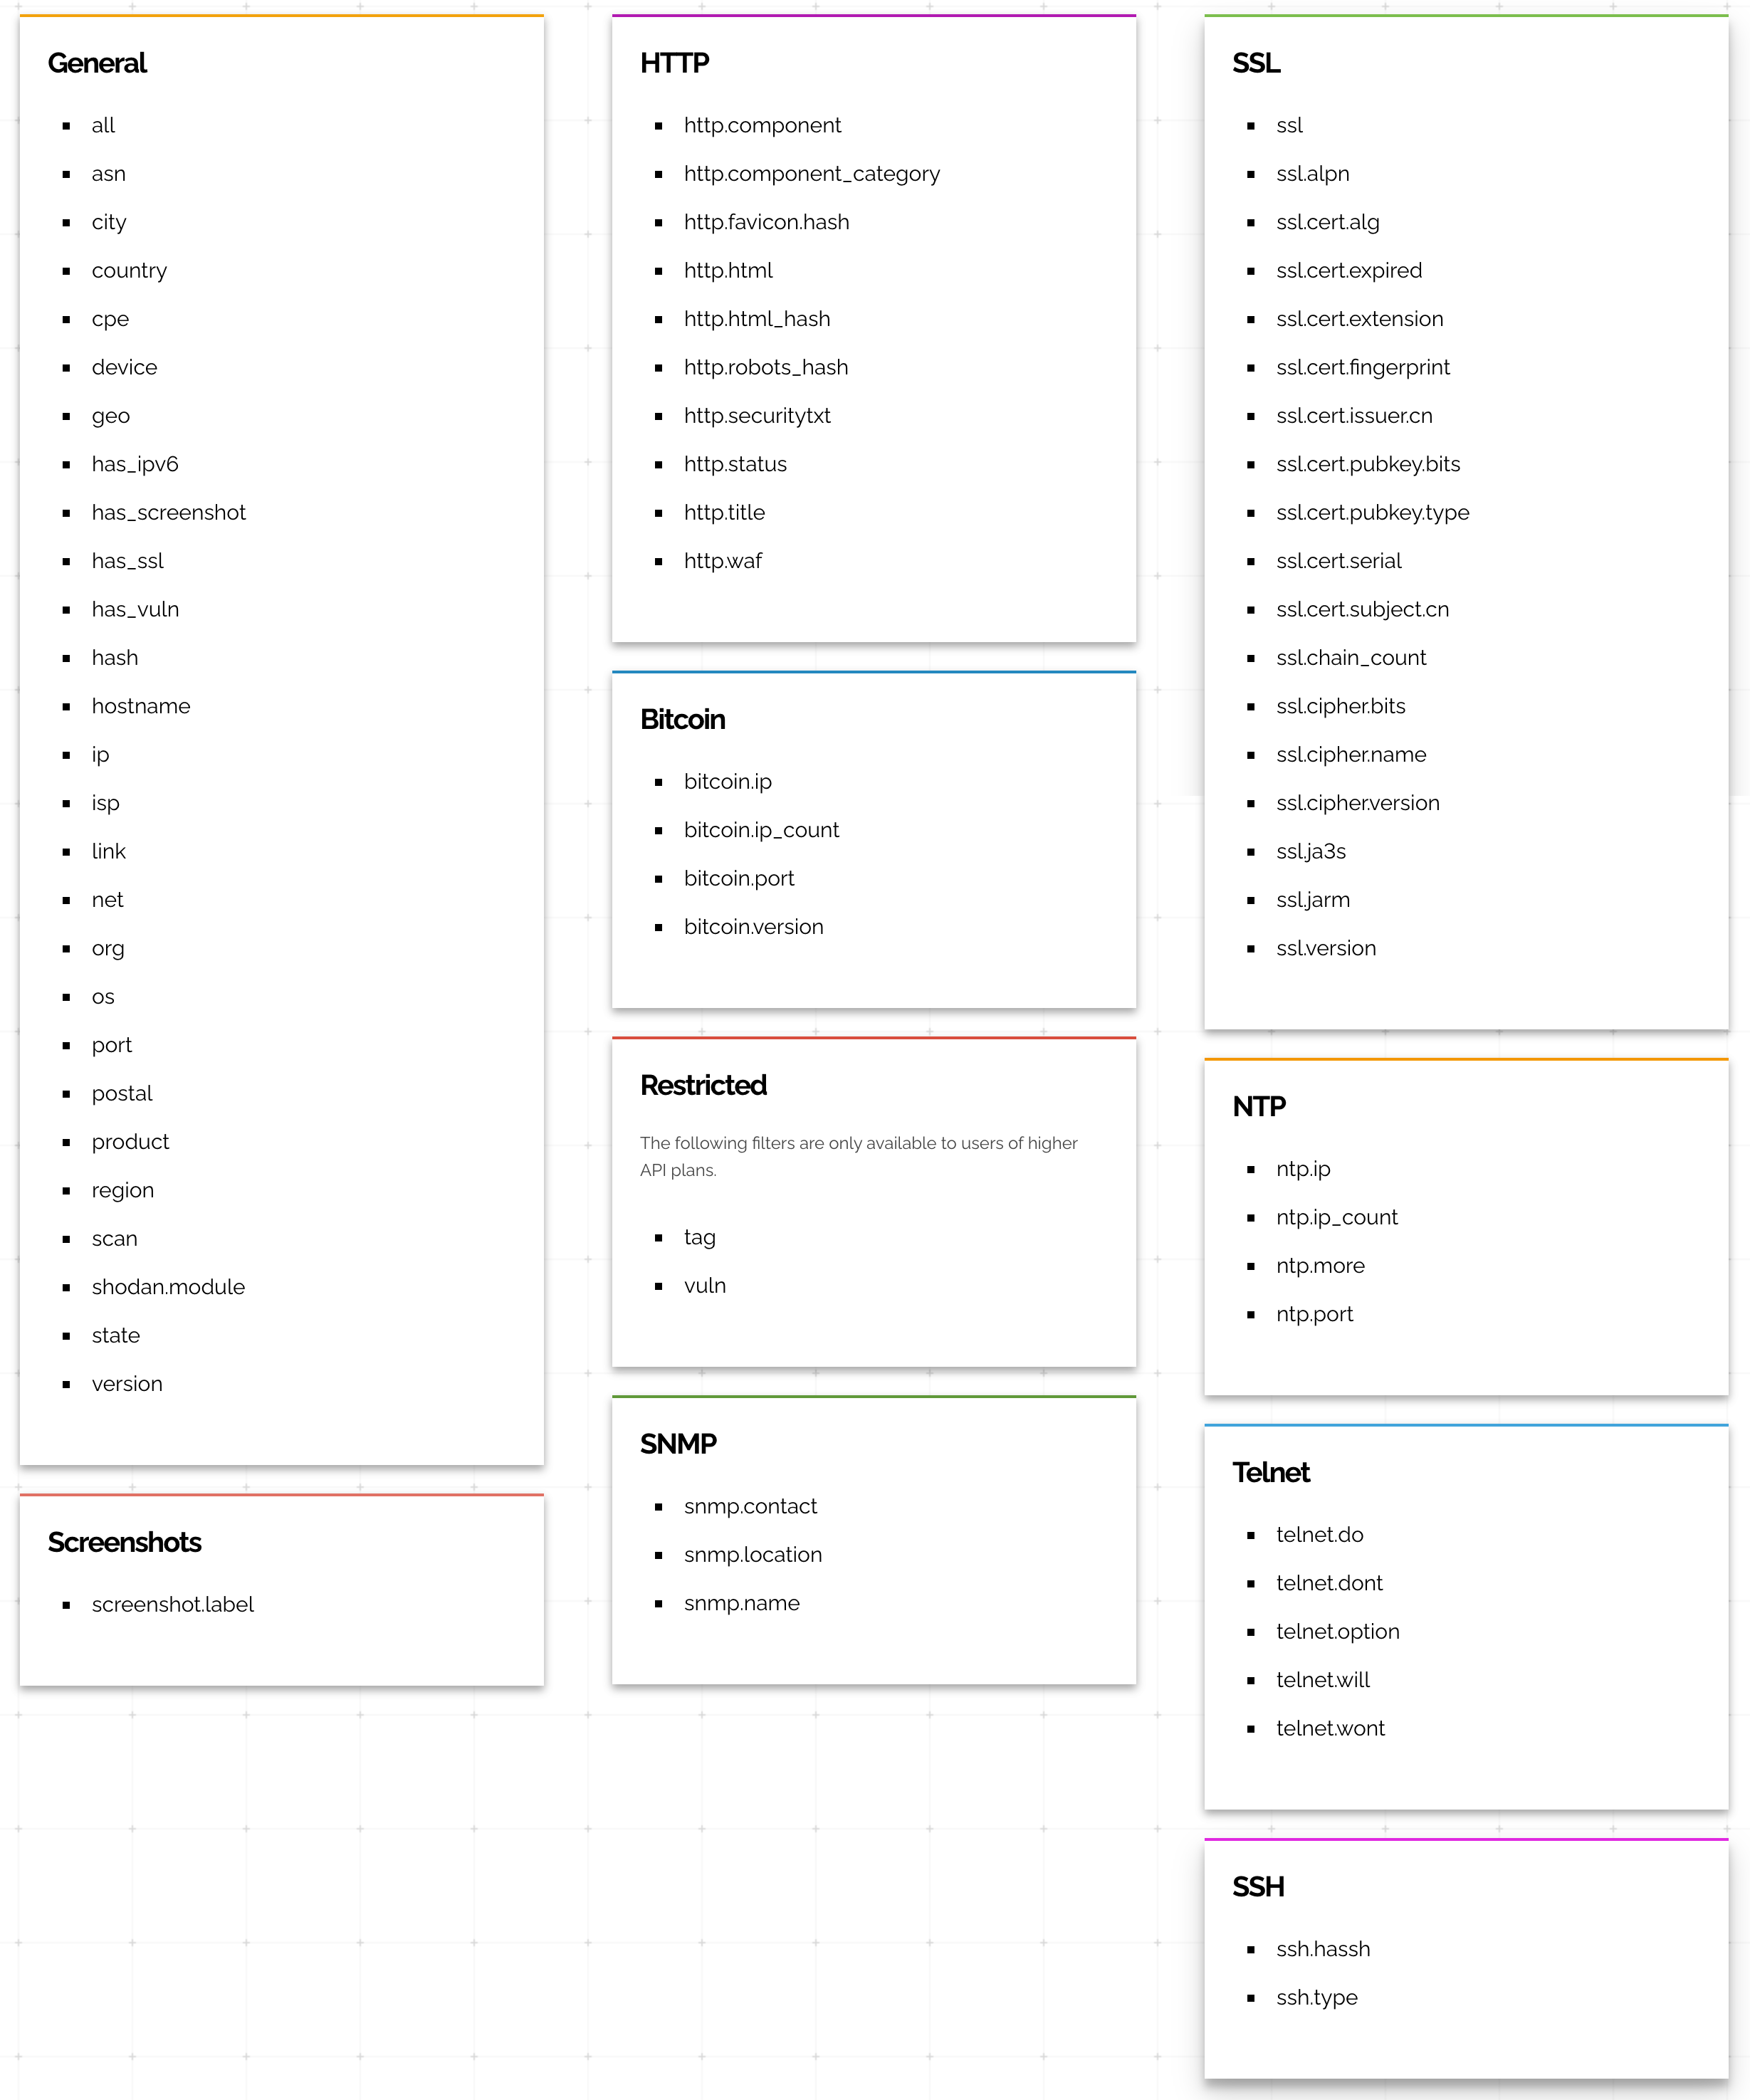 General
all
asn
city
country
cpe
device
geo
has_ipv6
has_screenshot
has_ssl
has_vuln
hash
hostname
ip
isp
link
net
org
os
port
postal
product
region
scan
shodan.module
state
version
Screenshots
screenshot.label
HTTP
http.component
http.component_category
http.favicon.hash
http.html
http.html_hash
http.robots_hash
http.securitytxt
http.status
http.title
http.waf
Bitcoin
bitcoin.ip
bitcoin.ip_count
bitcoin.port
bitcoin.version
Restricted
The following filters are only available to users of higher
API plans.
tag
vuln
SNMP
snmp.contact
snmp.location
snmp.name
SSL
ssl
ssl.alpn
ssl.cert.alg
ssl.cert.expired
ssl.cert.extension
ssl.cert.fingerprint
ssl.cert.issuer.cn
ssl.cert.pubkey.bits
ssl.cert.pubkey.type
ssl.cert.serial
ssl.cert.subject.cn
ssl.chain_count
ssl.cipher.bits
ssl.cipher.name
ssl.cipher.version
ssl.ja3s
ssl.jarm
ssl.version
NTP
ntp.ip
ntp.ip_count
ntp.more
ntp.port
Telnet
telnet.do
telnet.dont
telnet.option
telnet.will
telnet.wont
SSH
ssh.hassh
ssh.type